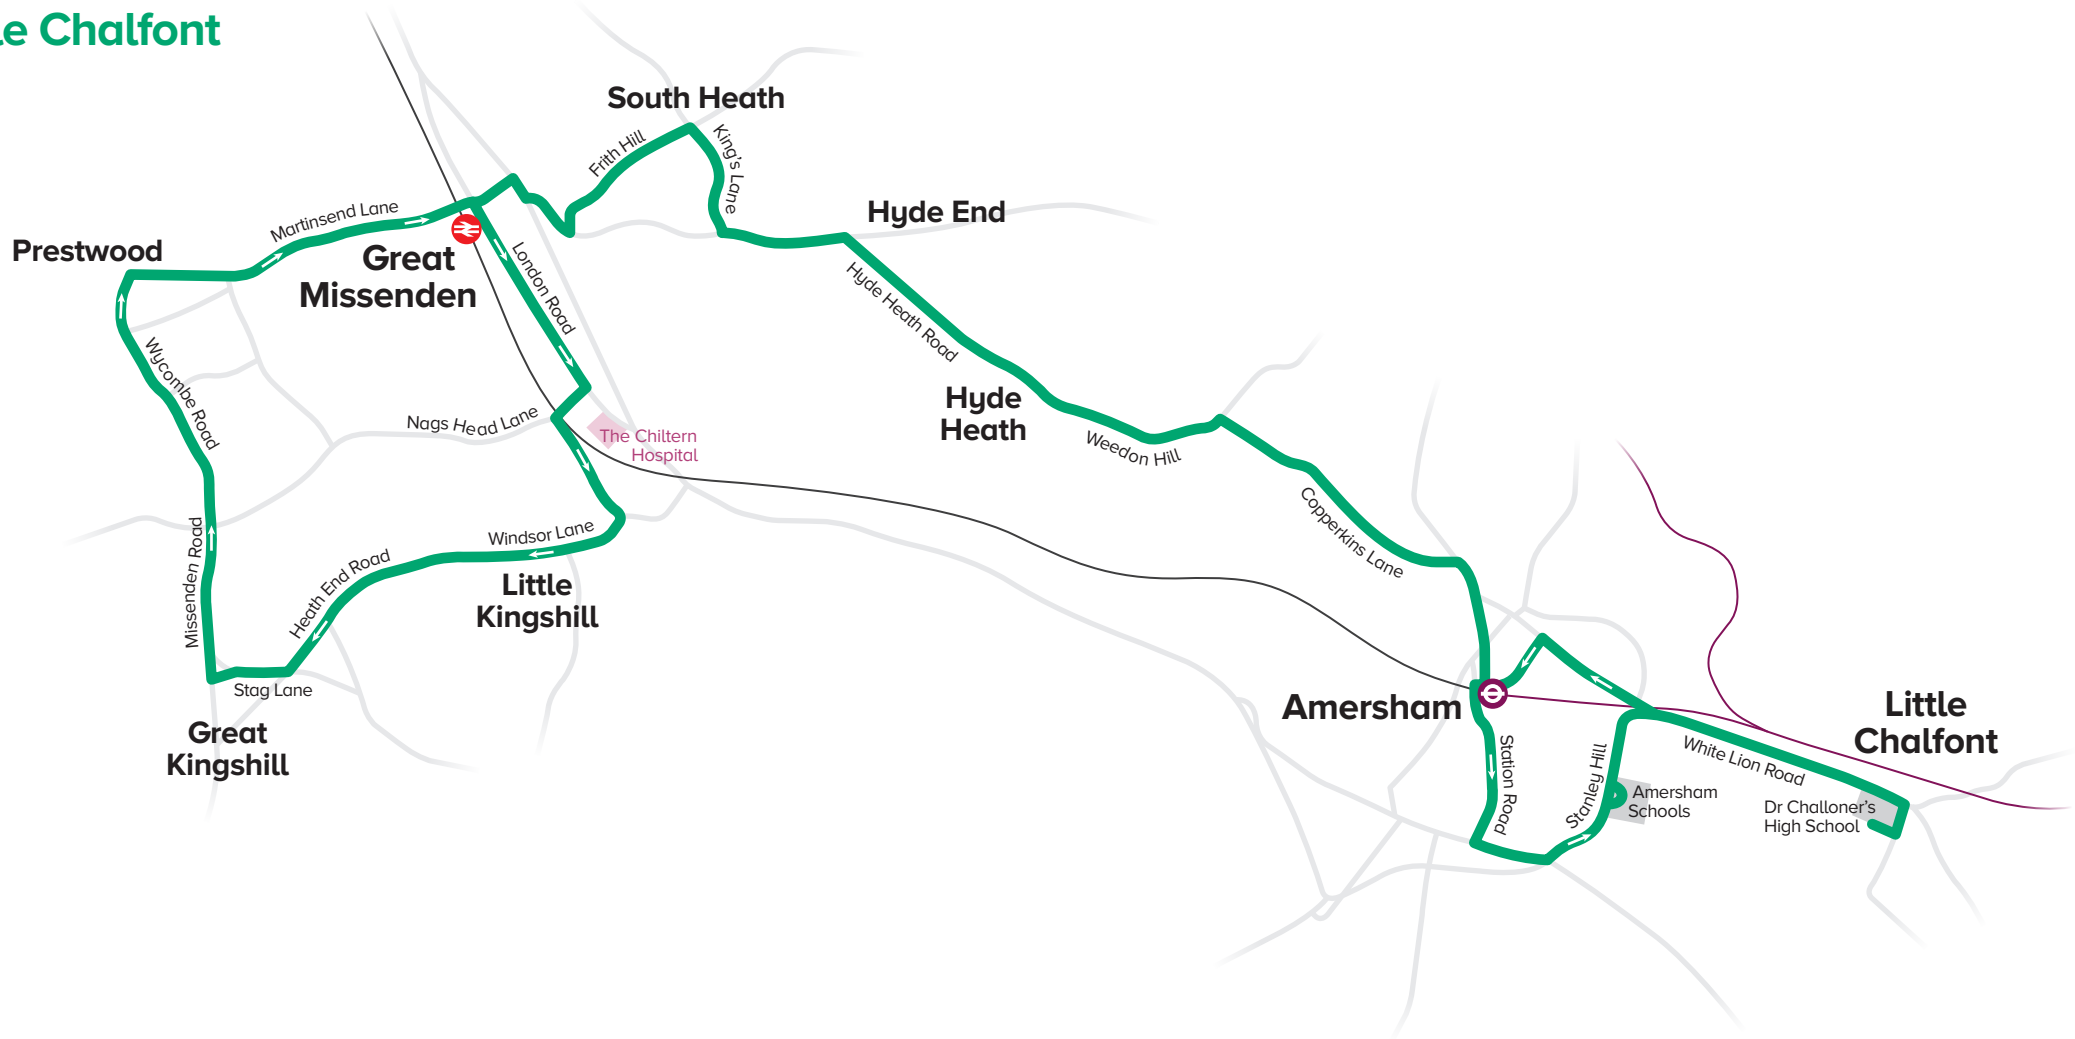 le Chalfont
South Heath
Frith Hill
King's Lane
Hyde End
Martinsend Lane
Prestwood
Great
Missenden
London Road
Hyde Heath Road
Wycombe Road
Hyde
Heath
Nags Head Lane
The Chiltern
Hospital
Weedon Hill
Copperkins Lane
Windsor Lane
Missenden Road
Heath End Road
Little
Kingshill
Stag Lane
Great
Kingshill
Amersham
Little
Chalfont
Station Road
Stanley Hill
White Lion Road
Amersham
Schools
Dr Challoner's
High School